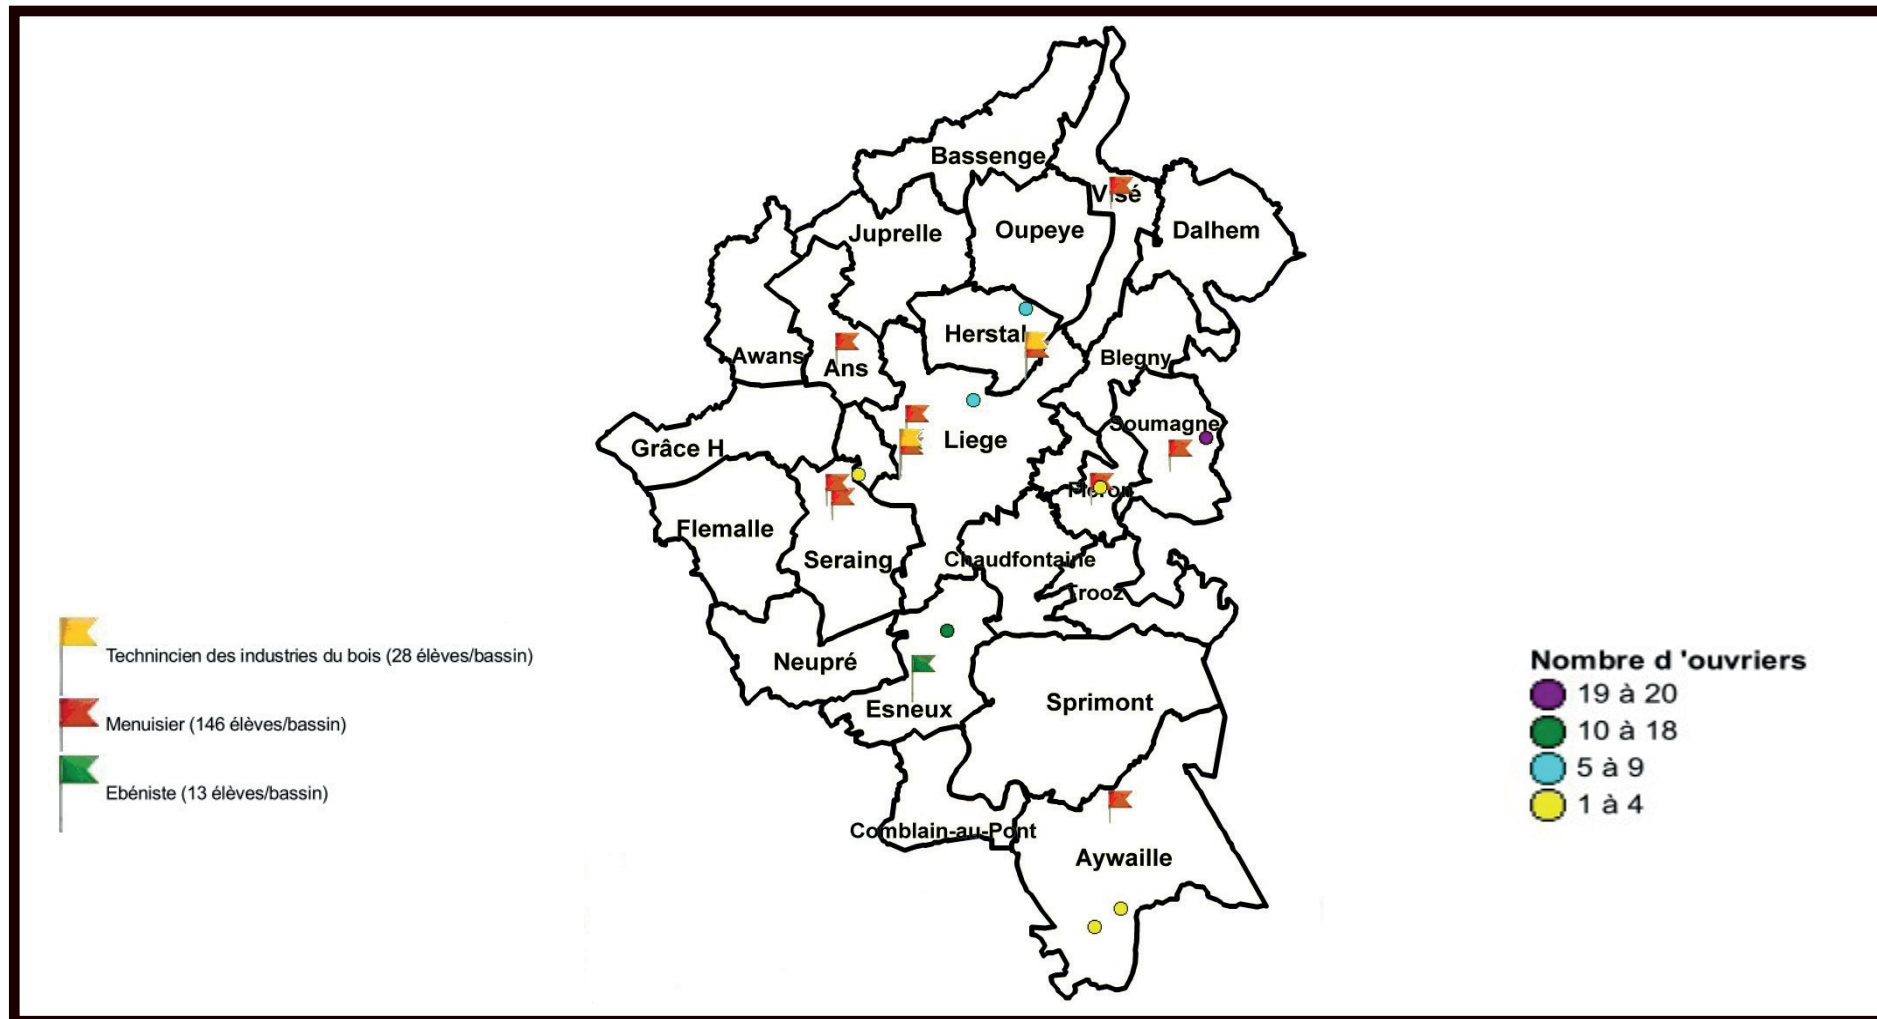 Bassenge
Visé
Juprelle
Oupeye
Dalhem
Herstal
Awans
Ans
Blegny
Soumagne
Grâce H
Liege
Fleron
Flemalle
Seraing
Chaudfontaine
Trooz
Neupré
Esneux
Sprimont
Comblain-au-Pont
Aywaille
Technincien des industries du bois (28 élèves/bassin)
Menuisier (146 élèves/bassin)
Ebéniste (13 élèves/bassin)
Nombre d 'ouvriers
19 à 20
10 à 18
5 à 9
1 à 4